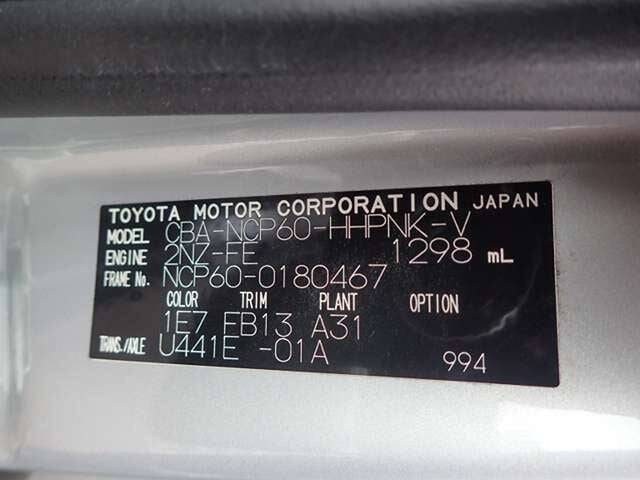 TOYOTA MOTOR CORPORATION JAPAN
MODEL CBA-NCP60-HHPNK-V
ENGINE 2NZ-FE 1298 mL
FRAME No. NCP60-0180467
COLOR TRIM PLANT OPTION
1E7 FB13 A31
TRANS./AXLE U441E -01A
994